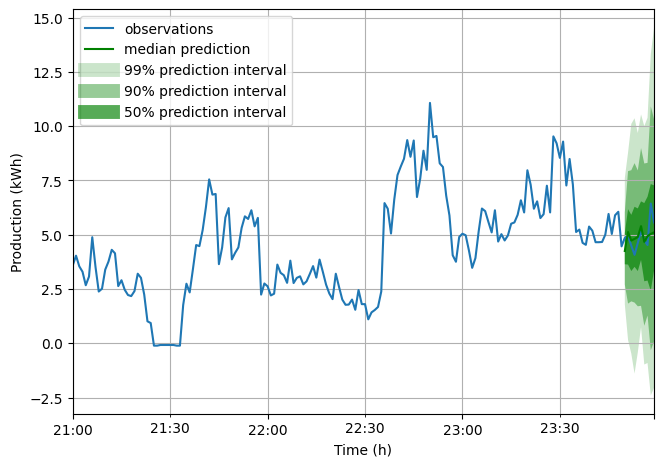 observations
median prediction
99% prediction interval
90% prediction interval
50% prediction interval
15.0
12.5
10.0
7.5
5.0
2.5
0.0
−2.5
Production (kWh)
21:00
21:30
22:00
22:30
23:00
23:30
Time (h)